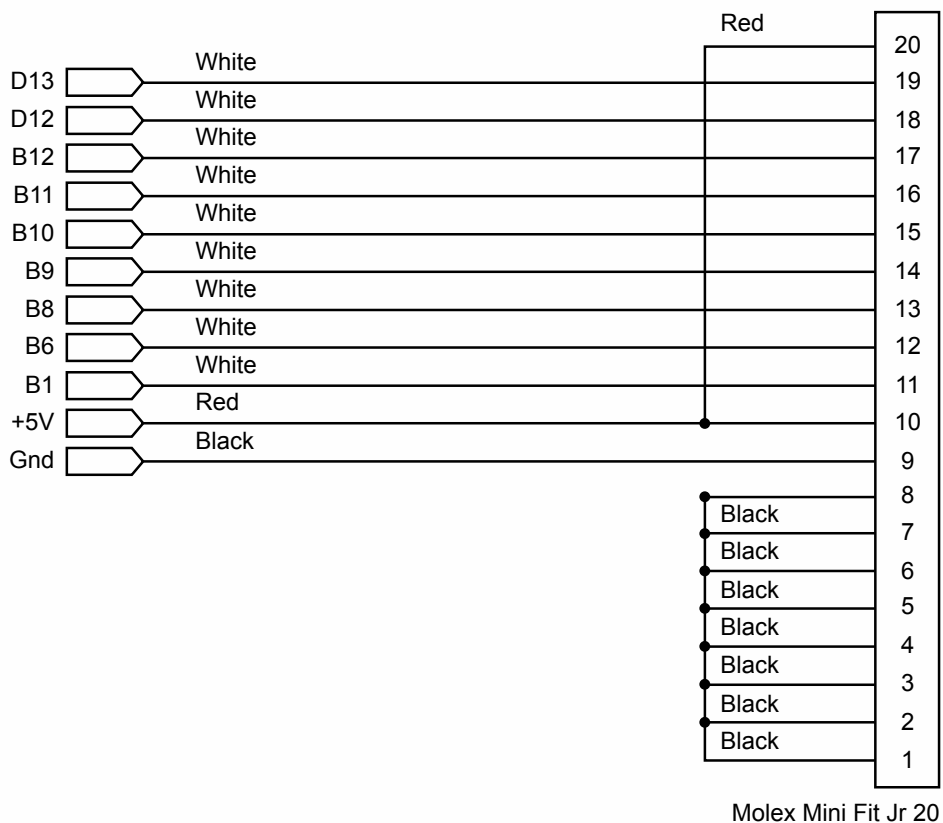 Red
20
White
D13 19
White
D12 18
White
B12 17
White
B11 16
White
B10 15
White
B9 14
White
B8 13
White
B6 12
White
B1 11
Red
+5V 10
Black
Gnd 9
8
Black
7
Black
6
Black
5
Black
4
Black
3
Black
2
Black
1
Molex Mini Fit Jr 20